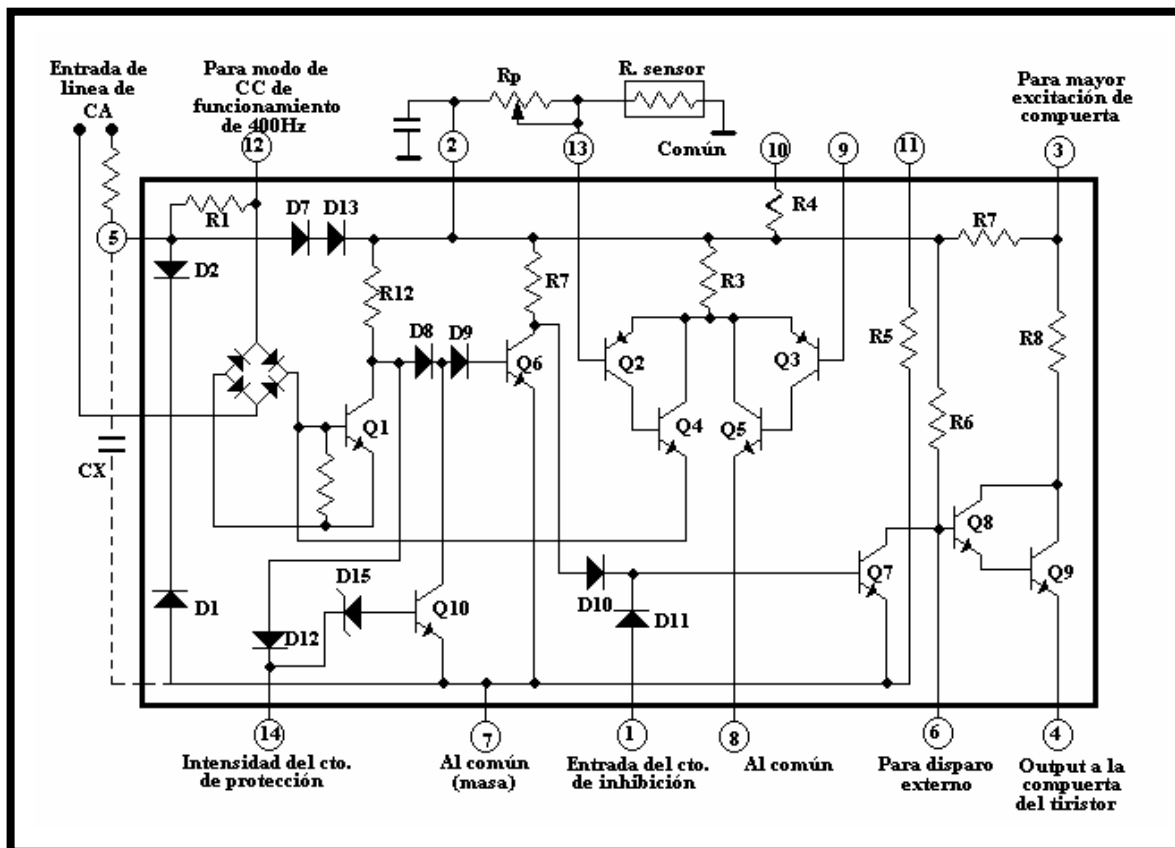 Entrada de
linea de
CA
Para modo de
CC de
funcionamiento
de 400Hz
12
Rp
R. sensor
Común
Para mayor
excitación de
compuerta
2
13
10
9
11
3
R1
D7
D13
R4
R7
5
D2
R12
R7
R3
R5
R8
D8
D9
Q6
Q2
Q3
Q1
Q4
Q5
R6
CX
Q8
D15
Q10
Q7
Q9
D1
D12
D10
D11
14
7
1
8
6
4
Intensidad del cto.
de protección
Al común
(masa)
Entrada del cto.
de inhibición
Al común
Para disparo
externo
Output a la
compuerta
del tiristor